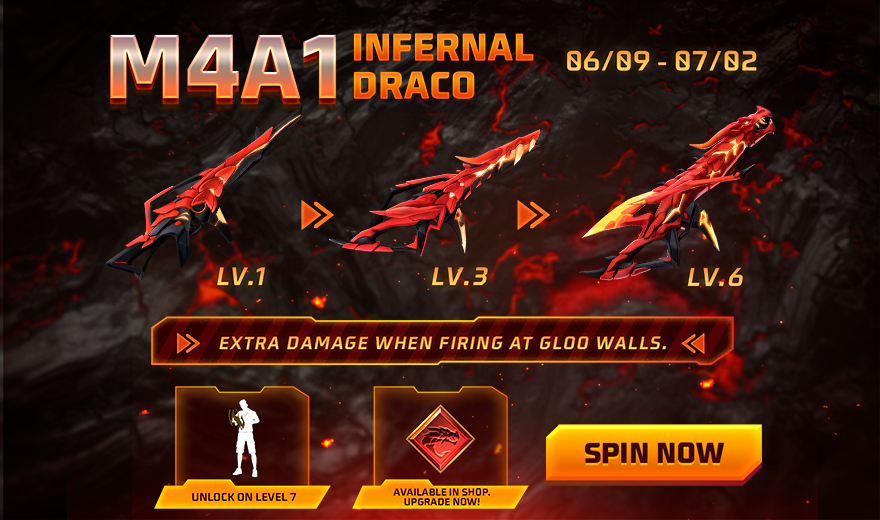 M4A1 INFERNAL
DRACO
06/09 - 07/02
LV.1
LV.3
LV.6
EXTRA DAMAGE WHEN FIRING AT GLOO WALLS.
UNLOCK ON LEVEL 7
AVAILABLE IN SHOP.
UPGRADE NOW!
SPIN NOW